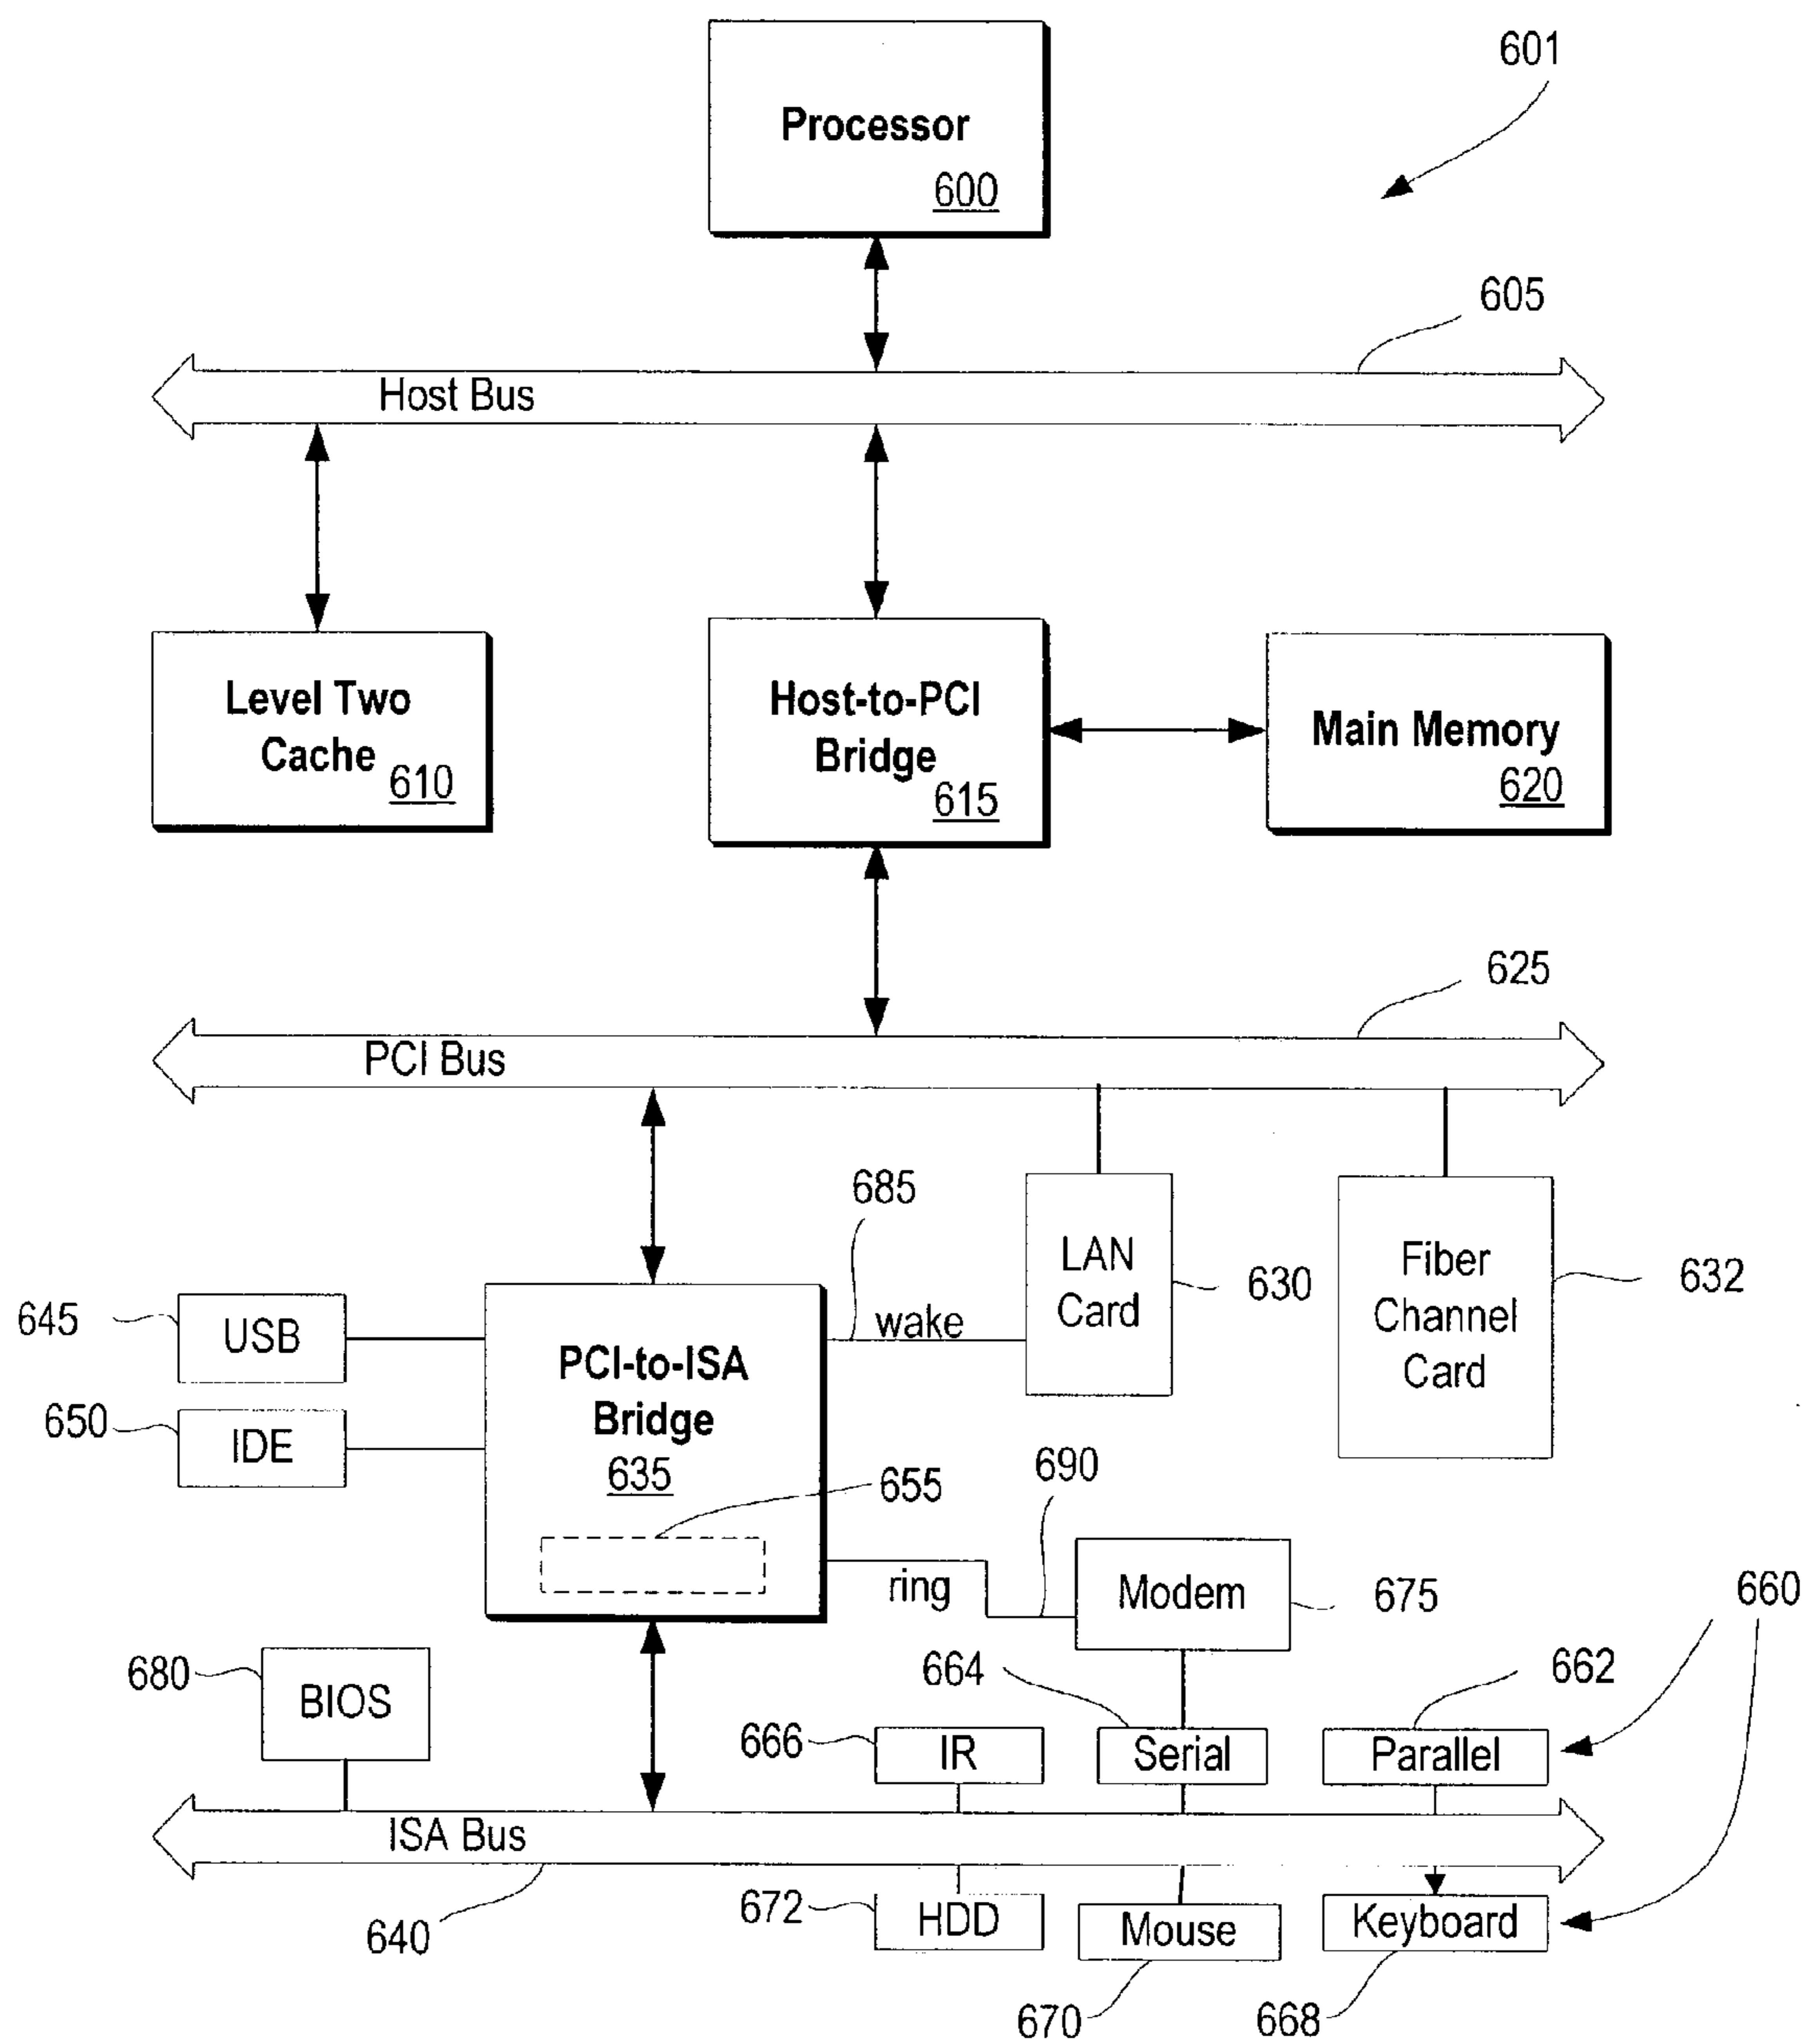 601
Processor
600
605
Host Bus
Level Two
Cache
610
Host-to-PCI
Bridge
615
Main Memory
620
625
PCI Bus
685
LAN
Card
630
Fiber
Channel
Card
632
645
USB
wake
PCI-to-ISA
Bridge
635
650
IDE
655
690
ring
Modem
675
660
680
BIOS
664
662
666
IR
Serial
Parallel
ISA Bus
640
672
HDD
Mouse
Keyboard
670
668